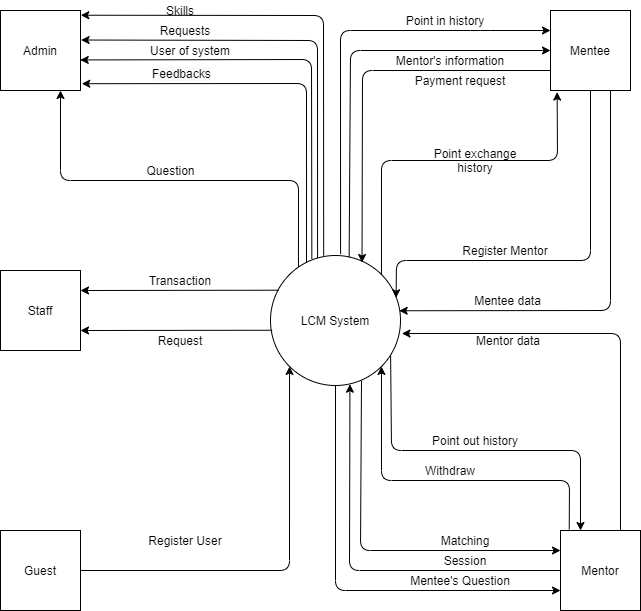 Skills
Point in history
Admin
Requests
Mentee
User of system
Mentor's information
Feedbacks
Payment request
Point exchange
history
Question
Register Mentor
Transaction
Mentee data
Staff
LCM System
Request
Mentor data
Point out history
Withdraw
Register User
Matching
Session
Guest
Mentor
Mentee's Question